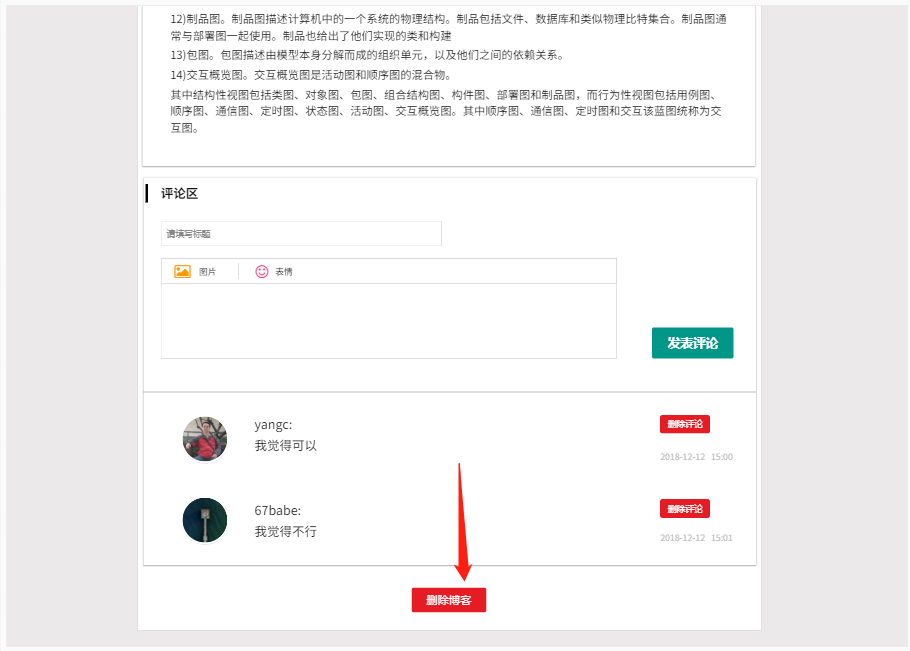 12)制品图。制品图描述计算机中的一个系统的物理结构。制品包括文件、数据库和类似物理比特集合。制品图通
常与部署图一起使用。制品也给出了他们实现的类和构建
13)包图。包图描述由模型本身分解而成的组织单元，以及他们之间的依赖关系。
14)交互概览图。交互概览图是活动图和顺序图的混合物。
其中结构性视图包括类图、对象图、包图、组合结构图、构件图、部署图和制品图，而行为性视图包括用例图、
顺序图、通信图、定时图、状态图、活动图、交互概览图。其中顺序图、通信图、定时图和交互该蓝图统称为交
互图。
评论区
请填写标题
图片 表情
发表评论
yangc:
删除评论
我觉得可以
2018-12-12 15:00
67babe:
删除评论
我觉得不行
2018-12-12 15:01
删除博客